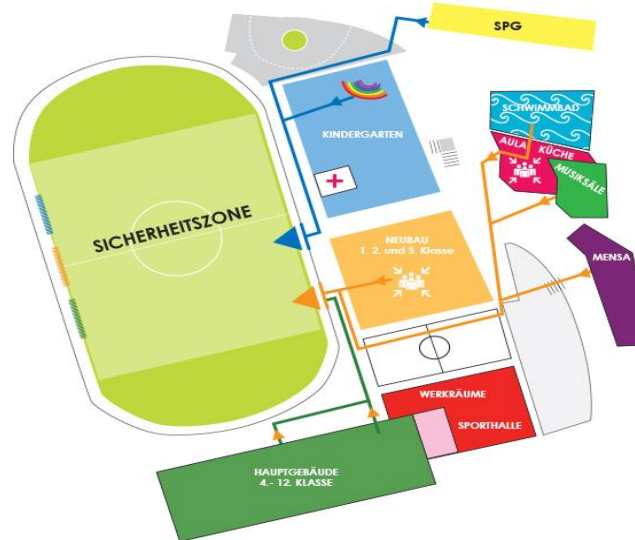 SPG
KINDERGARTEN
SCHWIMMBAD
AULA
KÜCHE
MUSIKSÄLE
SICHERHEITSZONE
NEUBAU
1. 2. und 3. Klasse
MENSA
WERKRÄUME
SPORTHALLE
HAUPTGEBÄUDE
4.- 12. KLASSE